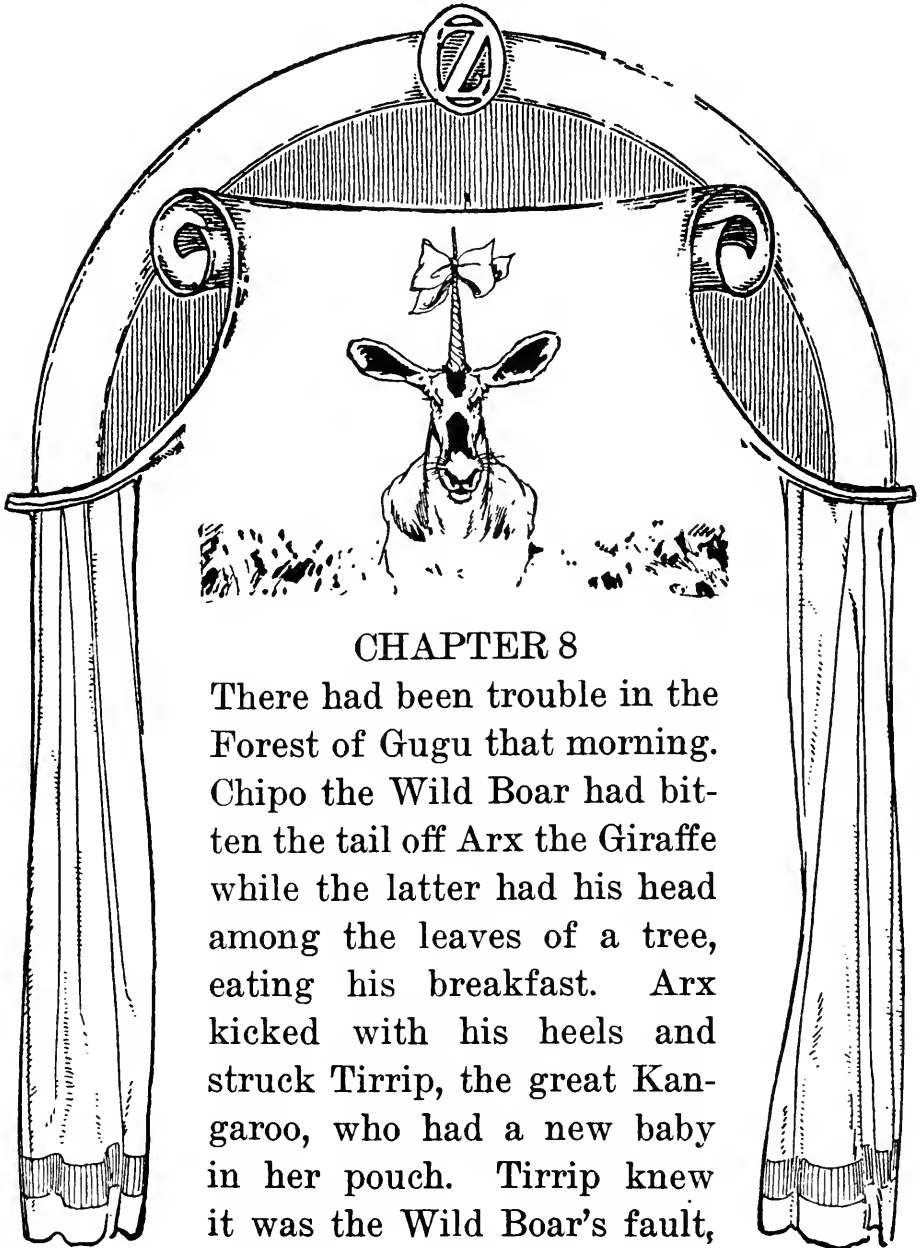 OZ
CHAPTER 8
There had been trouble in the
Forest of Gugu that morning.
Chipo the Wild Boar had bit-
ten the tail off Arx the Giraffe
while the latter had his head
among the leaves of a tree,
eating his breakfast. Arx
kicked with his heels and
struck Tirrip, the great Kan-
garoo, who had a new baby
in her pouch. Tirrip knew
it was the Wild Boar's fault,